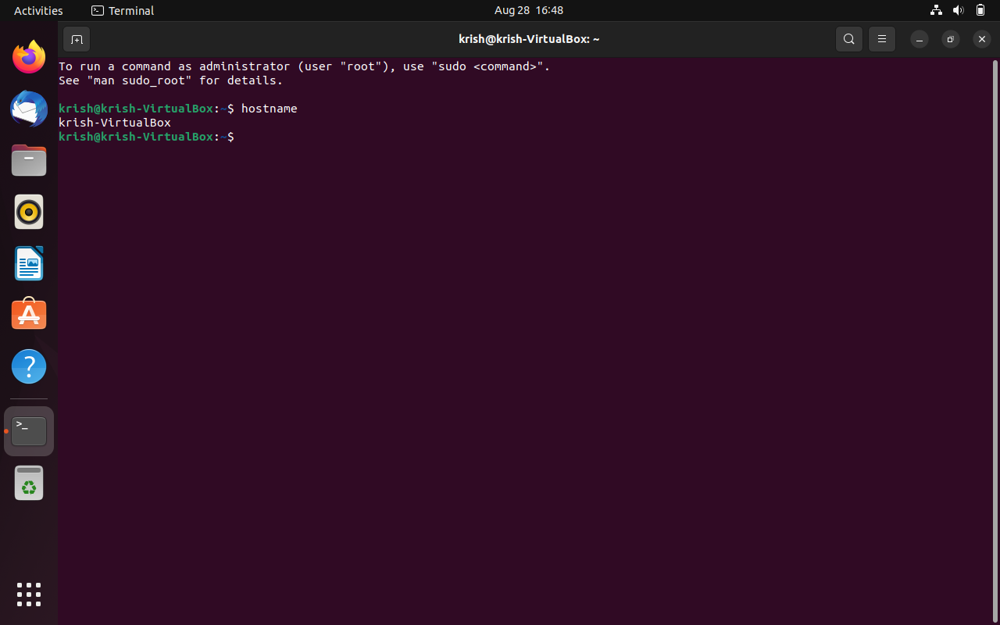 Activities Terminal Aug 28 16:48
krish@krish-VirtualBox: ~
To run a command as administrator (user "root"), use "sudo <command>".
See "man sudo_root" for details.
krish@krish-VirtualBox:~$ hostname
krish-VirtualBox
krish@krish-VirtualBox:~$